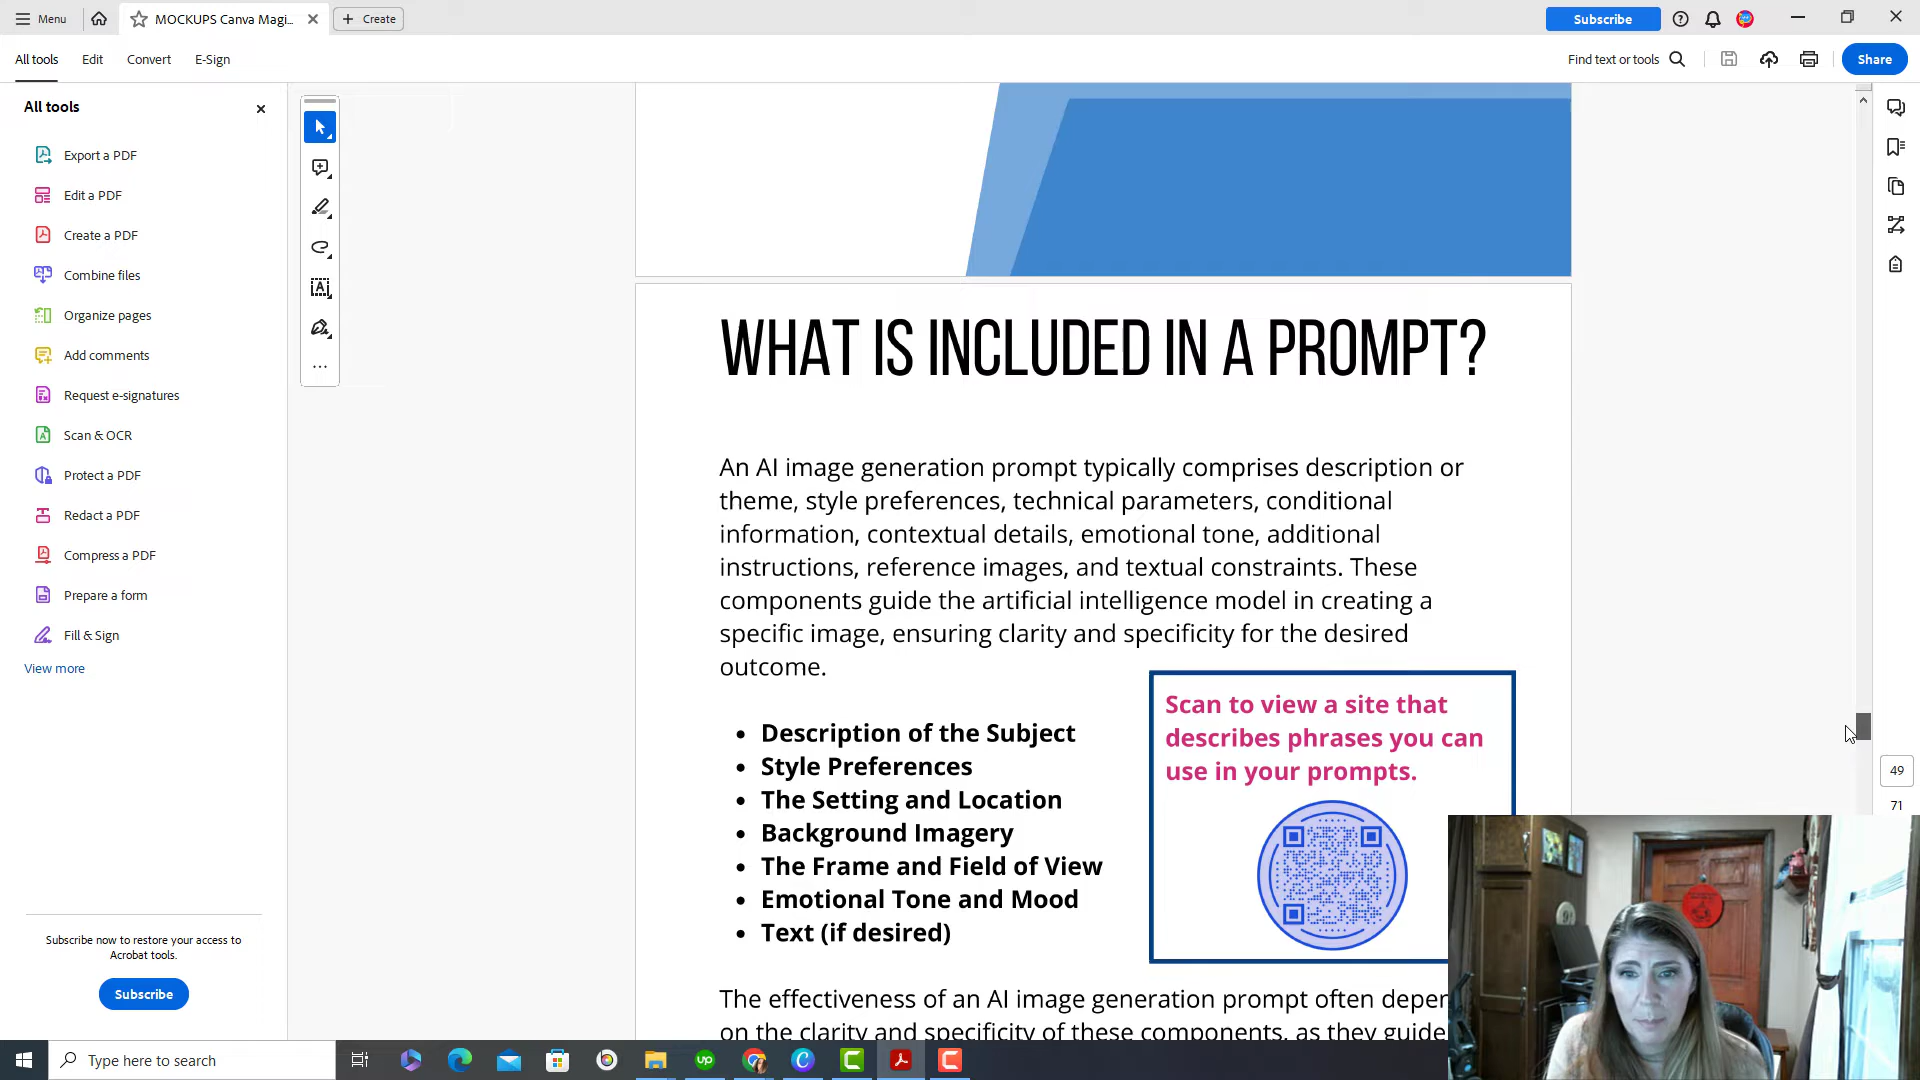 Menu
MOCKUPS Canva Magi...
Create
Subscribe
All tools
Edit
Convert
E-Sign
Find text or tools
Share
All tools
Export a PDF
Edit a PDF
Create a PDF
Combine files
Organize pages
Add comments
Request e-signatures
Scan & OCR
Protect a PDF
Redact a PDF
Compress a PDF
Prepare a form
Fill & Sign
View more
Subscribe now to restore your access to
Acrobat tools.
Subscribe
WHAT IS INCLUDED IN A PROMPT?
An AI image generation prompt typically comprises description or
theme, style preferences, technical parameters, conditional
information, contextual details, emotional tone, additional
instructions, reference images, and textual constraints. These
components guide the artificial intelligence model in creating a
specific image, ensuring clarity and specificity for the desired
outcome.
• Description of the Subject
• Style Preferences
• The Setting and Location
• Background Imagery
• The Frame and Field of View
• Emotional Tone and Mood
• Text (if desired)
Scan to view a site that
describes phrases you can
use in your prompts.
The effectiveness of an AI image generation prompt often depen
on the clarity and specificity of these components, as they guide
49
71
Type here to search
up